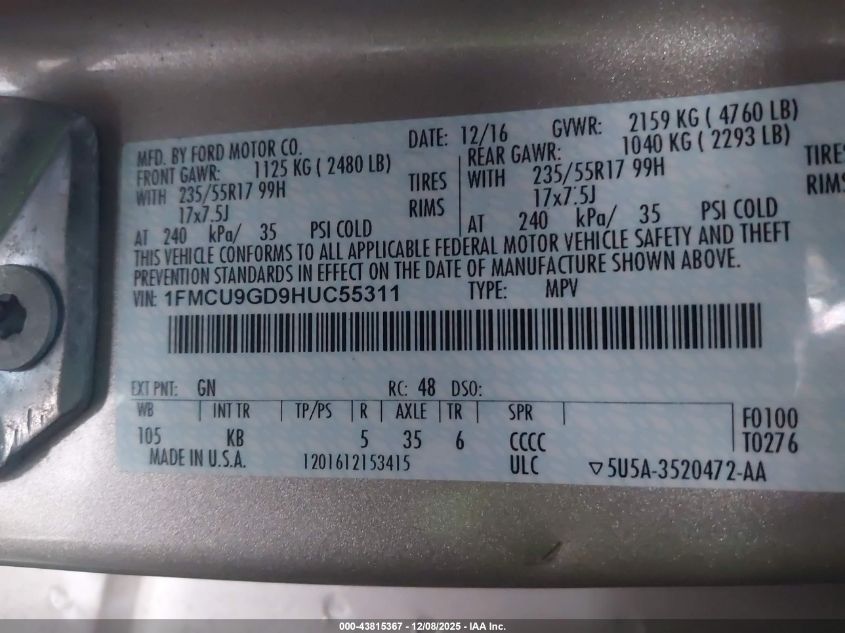 MFD. BY FORD MOTOR CO. DATE: 12/16 GVWR: 2159 KG ( 4760 LB)
FRONT GAWR: 1125 KG ( 2480 LB) REAR GAWR: 1040 KG ( 2293 LB)
WITH 235/55R17 99H TIRES WITH 235/55R17 99H TIRES
17x7.5J RIMS 17x7.5J RIMS
AT 240 kPa/ 35 PSI COLD AT 240 kPa/ 35 PSI COLD
THIS VEHICLE CONFORMS TO ALL APPLICABLE FEDERAL MOTOR VEHICLE SAFETY AND THEFT
PREVENTION STANDARDS IN EFFECT ON THE DATE OF MANUFACTURE SHOWN ABOVE.
VIN: 1FMCU9GD9HUC55311 TYPE: MPV
EXT PNT: GN RC: 48 DSO:
WB INT TR TP/PS R AXLE TR SPR F0100
105 KB 5 35 6 CCCC T0276
MADE IN U.S.A. 1201612153415 ULC ▽5U5A-3520472-AA
000-43815367 - 12/08/2025 - IAA Inc.